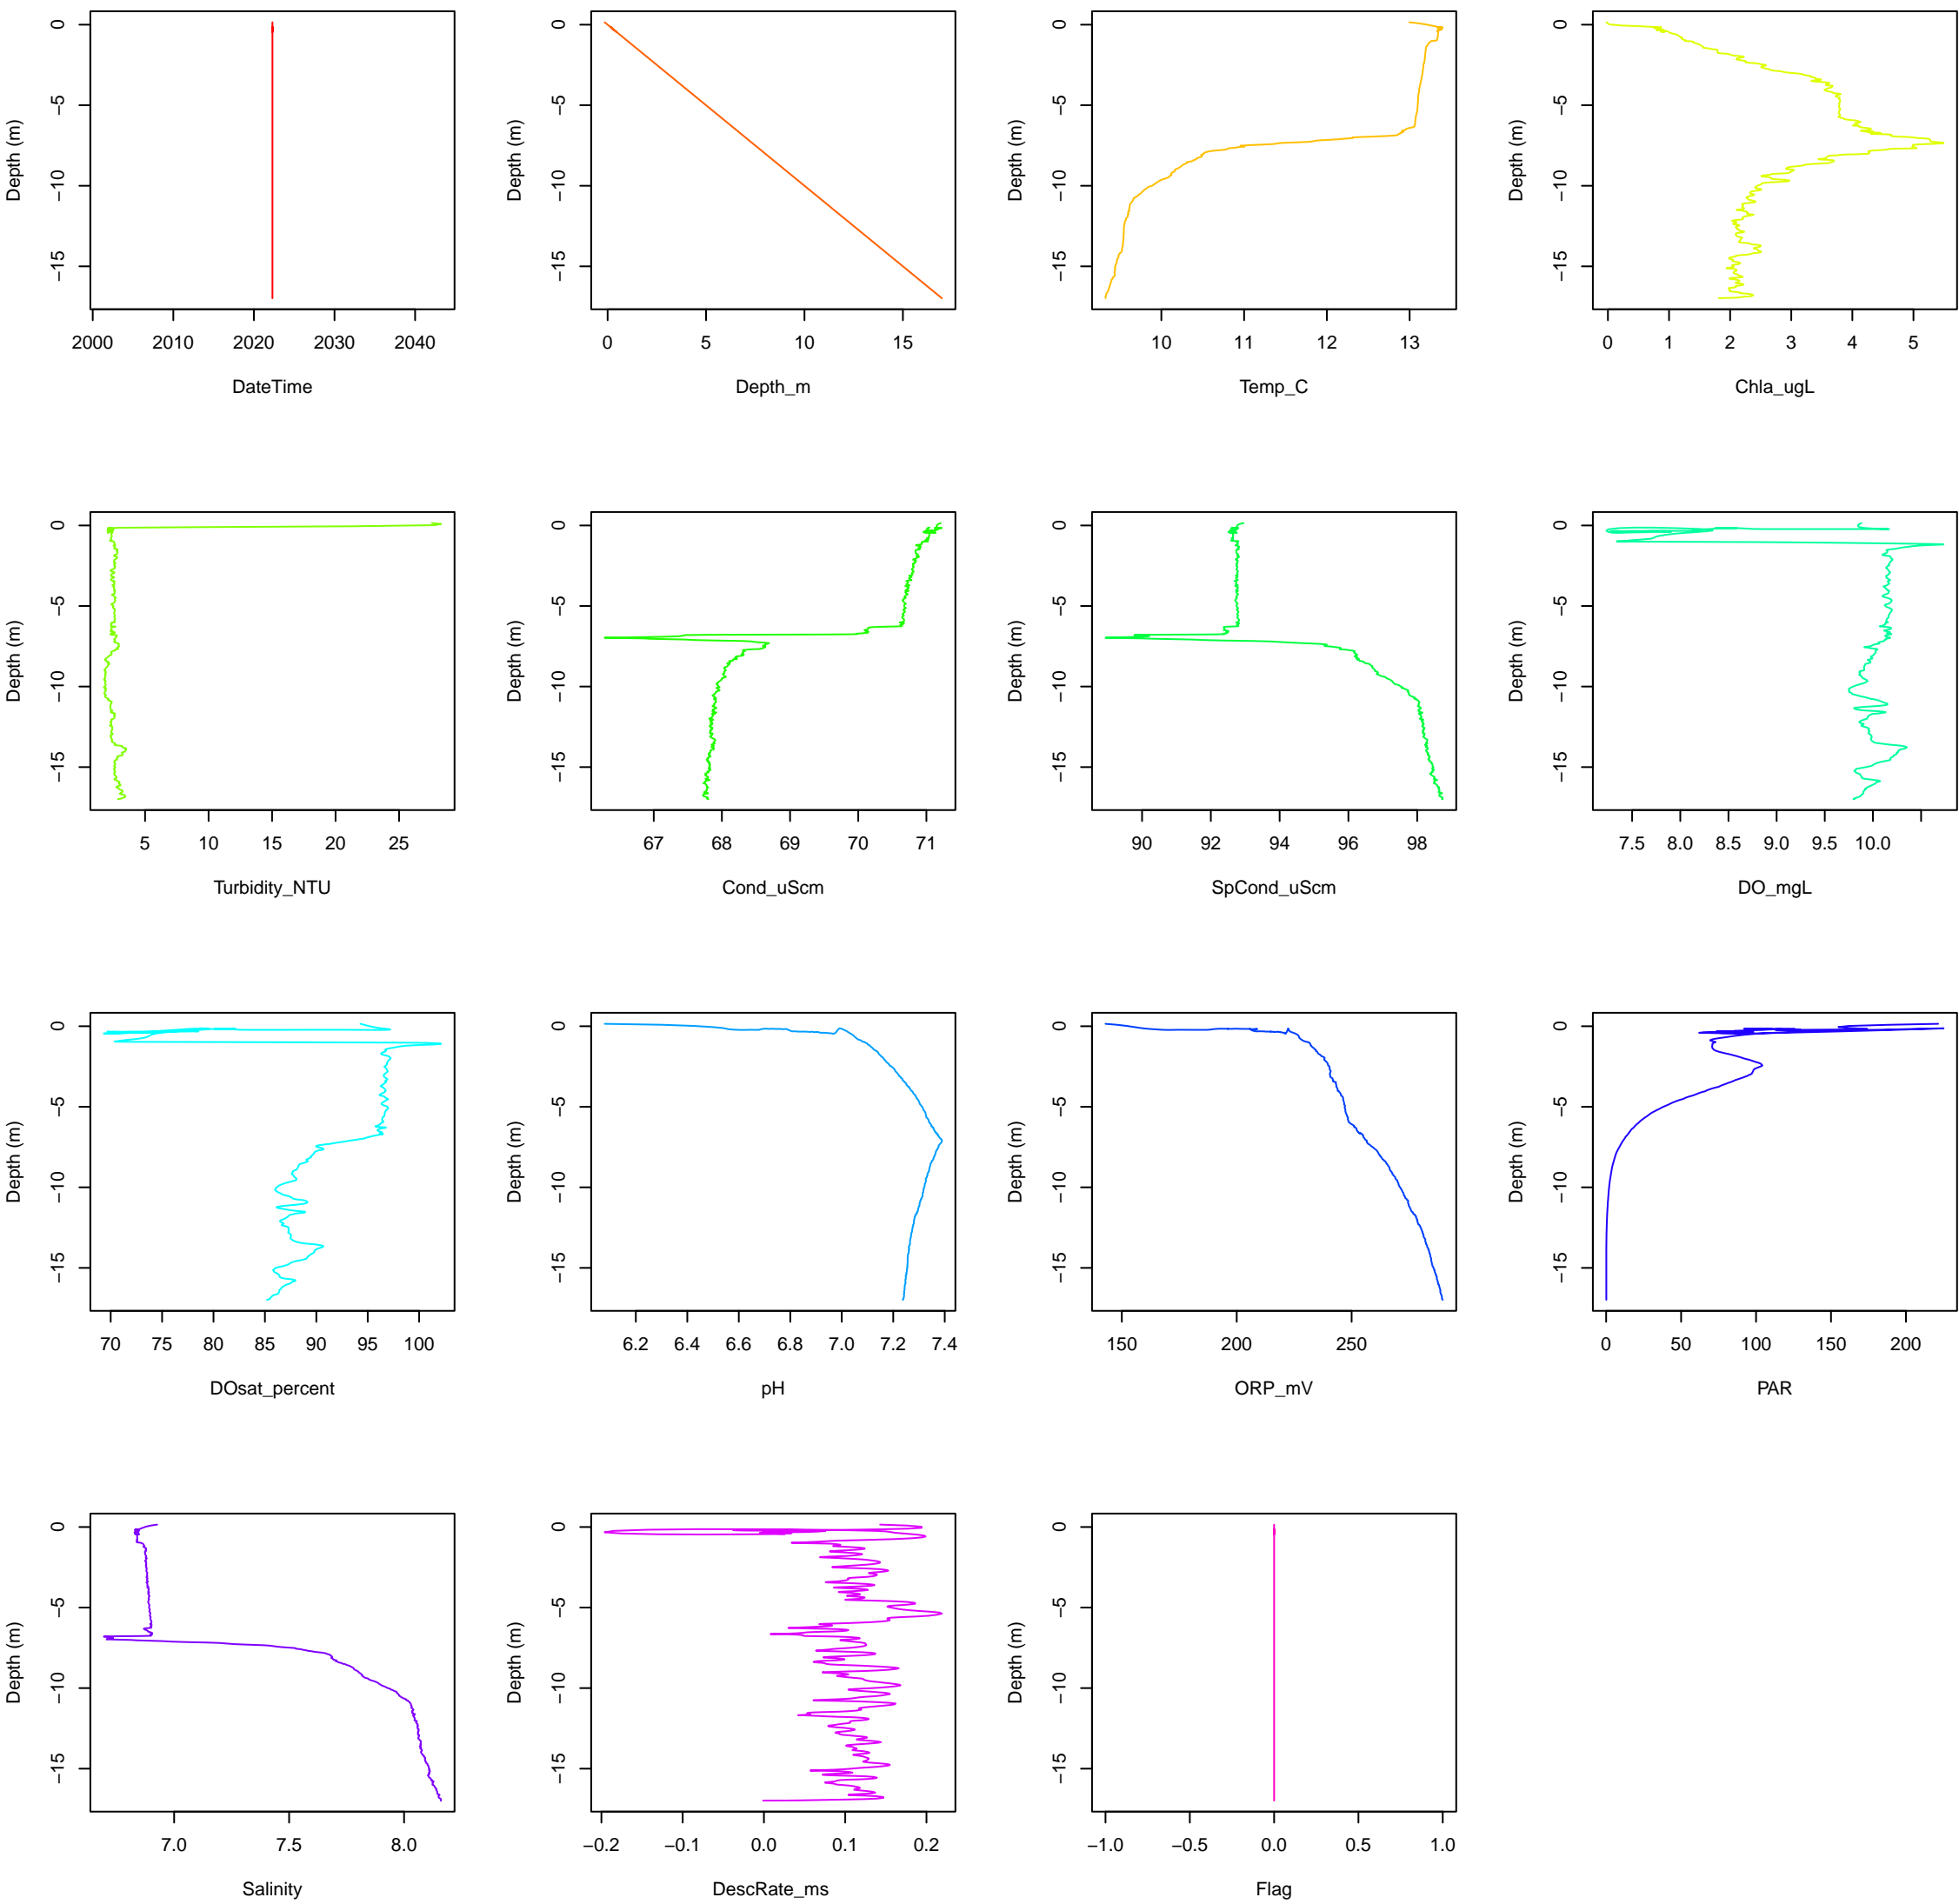 0 0 0 0
−5 −5 −5 −5
Depth (m) Depth (m) Depth (m) Depth (m)
−10 −10 −10 −10
−15 −15 −15 −15
2000 2010 2020 2030 2040 0 5 10 15 10 11 12 13 0 1 2 3 4 5
DateTime Depth_m Temp_C Chla_ugL
0 0 0 0
−5 −5 −5 −5
Depth (m) Depth (m) Depth (m) Depth (m)
−10 −10 −10 −10
−15 −15 −15 −15
5 10 15 20 25 67 68 69 70 71 90 92 94 96 98 7.5 8.0 8.5 9.0 9.5 10.0
Turbidity_NTU Cond_uScm SpCond_uScm DO_mgL
0 0 0 0
−5 −5 −5 −5
Depth (m) Depth (m) Depth (m) Depth (m)
−10 −10 −10 −10
−15 −15 −15 −15
70 75 80 85 90 95 100 6.2 6.4 6.6 6.8 7.0 7.2 7.4 150 200 250 0 50 100 150 200
DOsat_percent pH ORP_mV PAR
0 0 0
−5 −5 −5
Depth (m) Depth (m) Depth (m)
−10 −10 −10
−15 −15 −15
7.0 7.5 8.0 −0.2 −0.1 0.0 0.1 0.2 −1.0 −0.5 0.0 0.5 1.0
Salinity DescRate_ms Flag